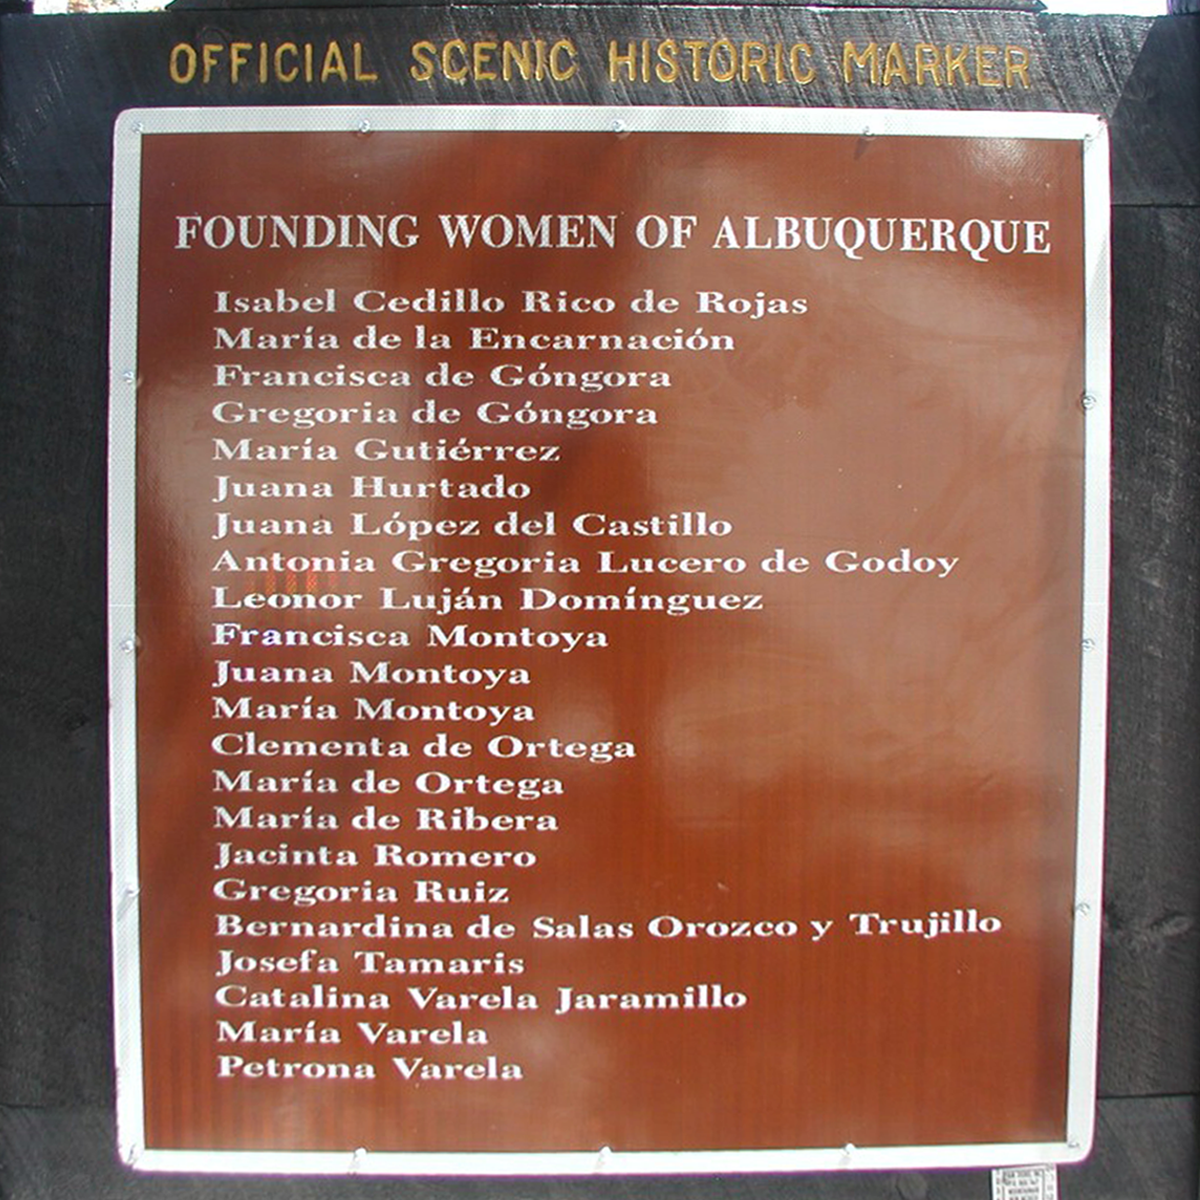 OFFICIAL SCENIC HISTORIC MARKER
FOUNDING WOMEN OF ALBUQUERQUE
Isabel Cedillo Rico de Rojas
María de la Encarnación
Francisca de Góngora
Gregoria de Góngora
María Gutiérrez
Juana Hurtado
Juana López del Castillo
Antonia Gregoria Lucero de Godoy
Leonor Luján Domínguez
Francisca Montoya
Juana Montoya
María Montoya
Clementa de Ortega
María de Ortega
María de Ribera
Jacinta Romero
Gregoria Ruiz
Bernardina de Salas Orozco y Trujillo
Josefa Tamaris
Catalina Varela Jaramillo
María Varela
Petrona Varela